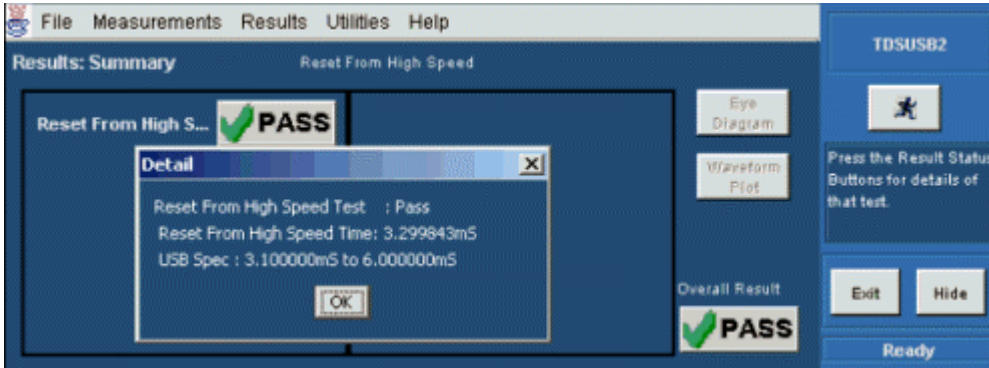 File Measurements Results Utilities Help
TDSUSB2
Results: Summary Reset From High Speed
Reset From High S... PASS
Eye
Diagram
Waveform
Plot
Press the Result Status
Buttons for details of
that test.
Detail
Reset From High Speed Test : Pass
Reset From High Speed Time: 3.299843mS
USB Spec : 3.100000mS to 6.000000mS
OK
Overall Result
PASS
Exit Hide
Ready